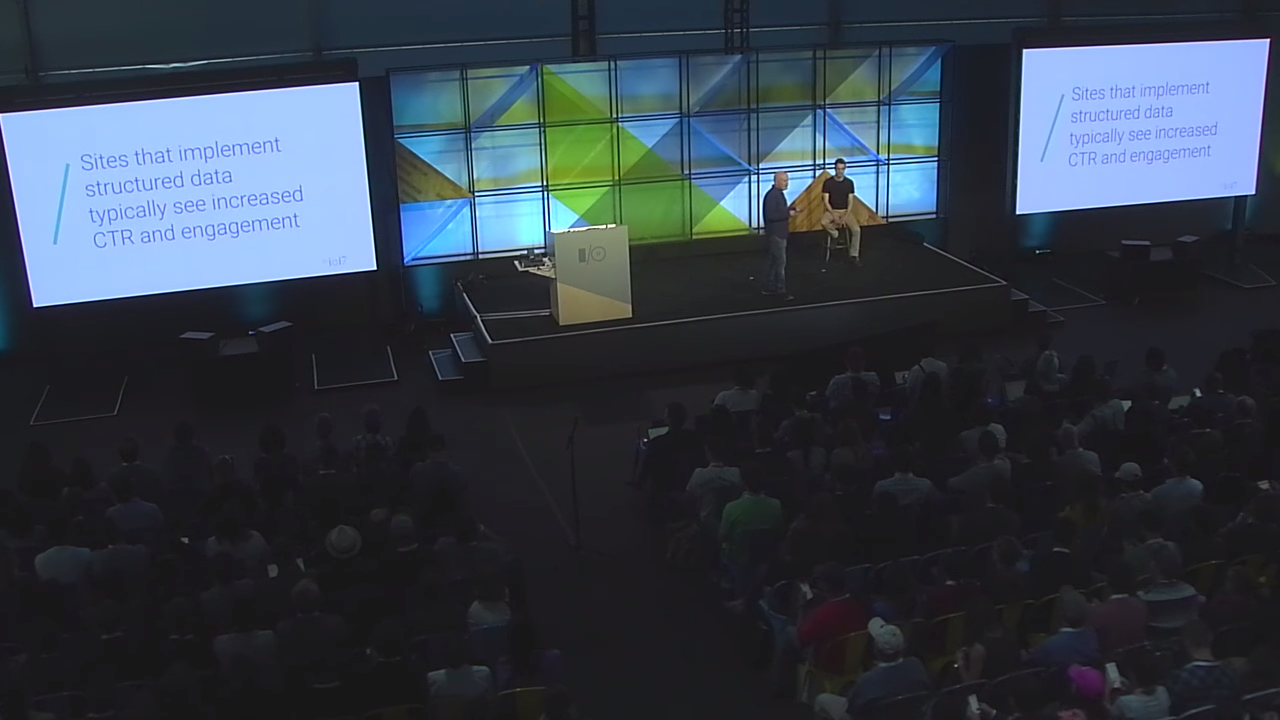 Sites that implement
structured data
typically see increased
CTR and engagement
#io17
I/O
Sites that implement
structured data
typically see increased
CTR and engagement